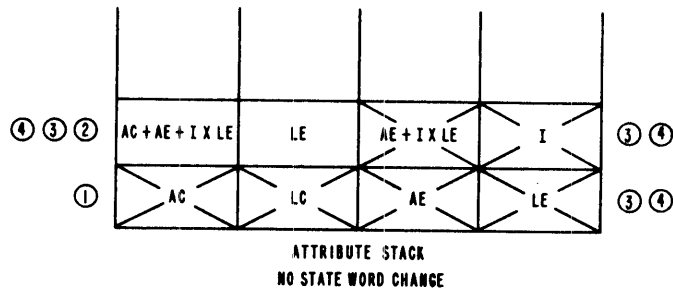 ④ ③ ② AC + AE + I X LE LE AE + I X LE I ③ ④
① AC LC AE LE ③ ④
ATTRIBUTE STACK
NO STATE WORD CHANGE